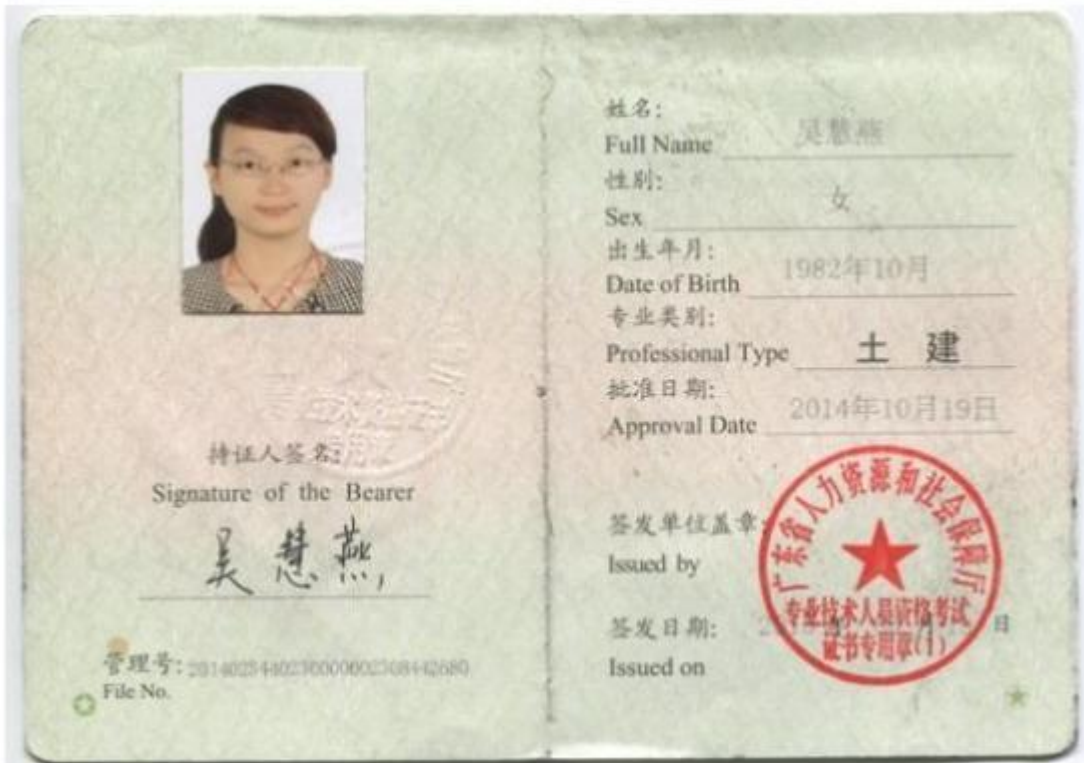 持证人签名:
Signature of the Bearer
吴慧燕
管理号:
File No.
姓名: 吴慧燕
Full Name
性别: 女
Sex
出生年月: 1982年10月
Date of Birth
专业类别:
Professional Type 土 建
批准日期: 2014年10月19日
Approval Date
签发单位盖章:
Issued by
广东省人力资源和社会保障厅
专业技术人员资格考试
证书专用章(1)
签发日期: 日
Issued on